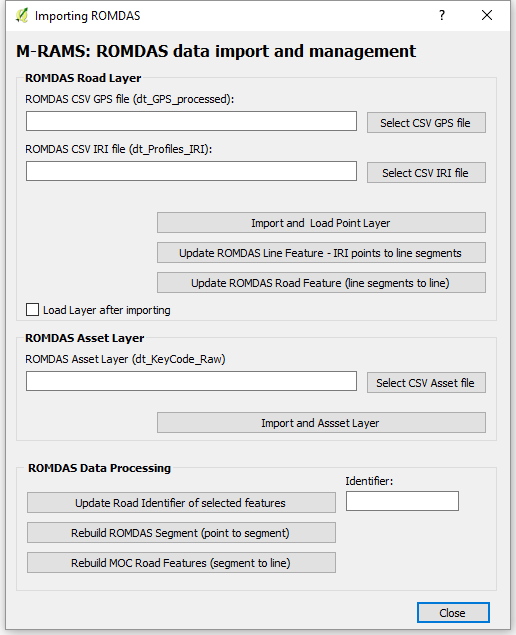 Importing ROMDAS
?
M-RAMS: ROMDAS data import and management
ROMDAS Road Layer
ROMDAS CSV GPS file (dt_GPS_processed):
Select CSV GPS file
ROMDAS CSV IRI file (dt_Profiles_IRI):
Select CSV IRI file
Import and  Load Point Layer
Update ROMDAS Line Feature - IRI points to line segments
Update ROMDAS Road Feature (line segments to line)
Load Layer after importing
ROMDAS Asset Layer
ROMDAS Asset Layer (dt_KeyCode_Raw)
Select CSV Asset file
Import and Assset Layer
ROMDAS Data Processing
Identifier:
Update Road Identifier of selected features
Rebuild ROMDAS Segment (point to segment)
Rebuild MOC Road Features (segment to line)
Close